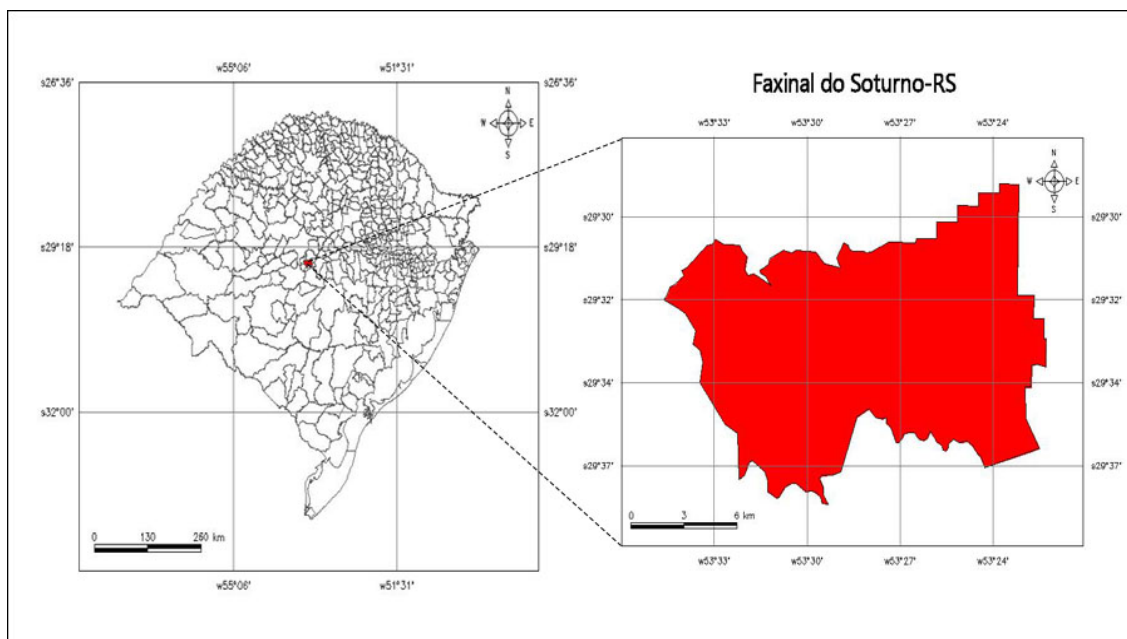 w55°06' w51°31'
s26°36' s26°36'
N
W E
S
s29°18' s29°18'
s32°00' s32°00'
0 130 260 km
w55°06' w51°31'
Faxinal do Soturno-RS
w53°33' w53°30' w53°27' w53°24'
N
W E
S
s29°30' s29°30'
s29°32' s29°32'
s29°34' s29°34'
s29°37' s29°37'
0 3 6 km
w53°33' w53°30' w53°27' w53°24'